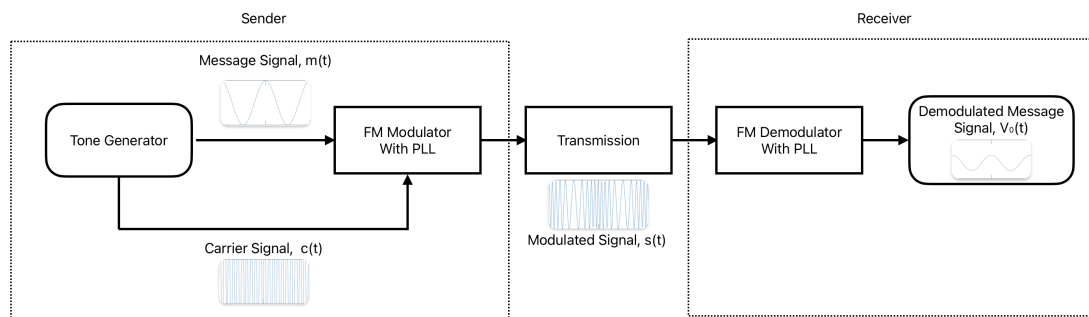 Sender
Receiver
Message Signal, m(t)
Tone Generator
FM Modulator
With PLL
Transmission
FM Demodulator
With PLL
Demodulated Message
Signal, V₀(t)
Modulated Signal, s(t)
Carrier Signal, c(t)